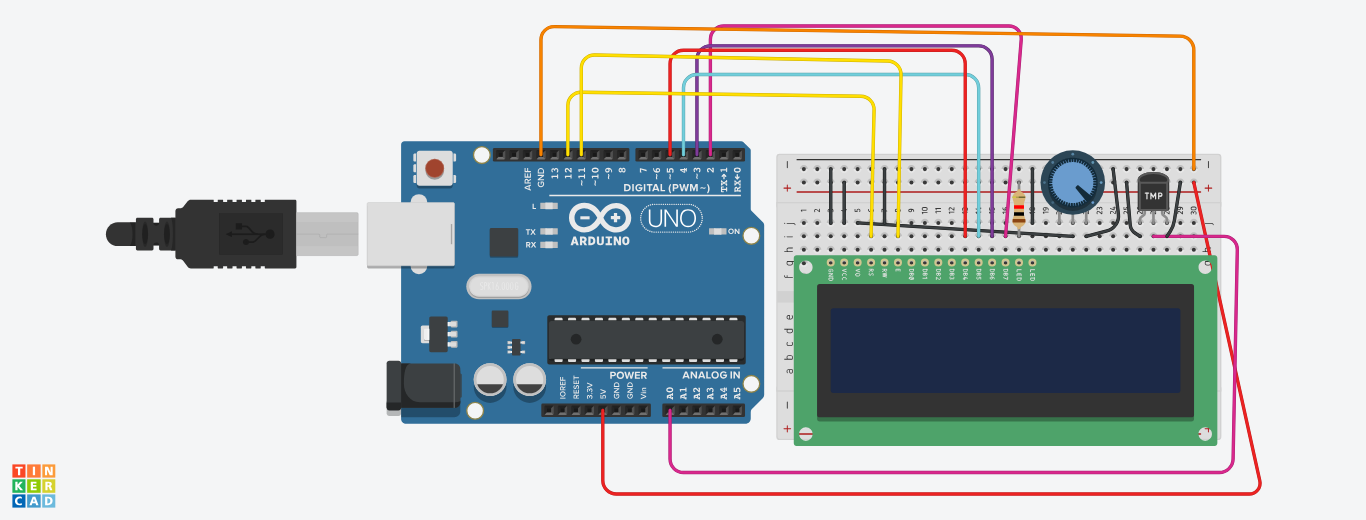 AREF
GND
13
12
~11
~10
~9
8
7
~6
~5
4
~3
2
TX→1
RX←0
DIGITAL (PWM~)
L
TX
RX
ARDUINO
UNO
ON
IOREF
RESET
3.3V
5V
GND
GND
Vin
POWER
A0
A1
A2
A3
A4
A5
ANALOG IN
TMP
GND
VCC
VO
RS
RW
E
DB0
DB1
DB2
DB3
DB4
DB5
DB6
DB7
LED
LED
TIN
KER
CAD